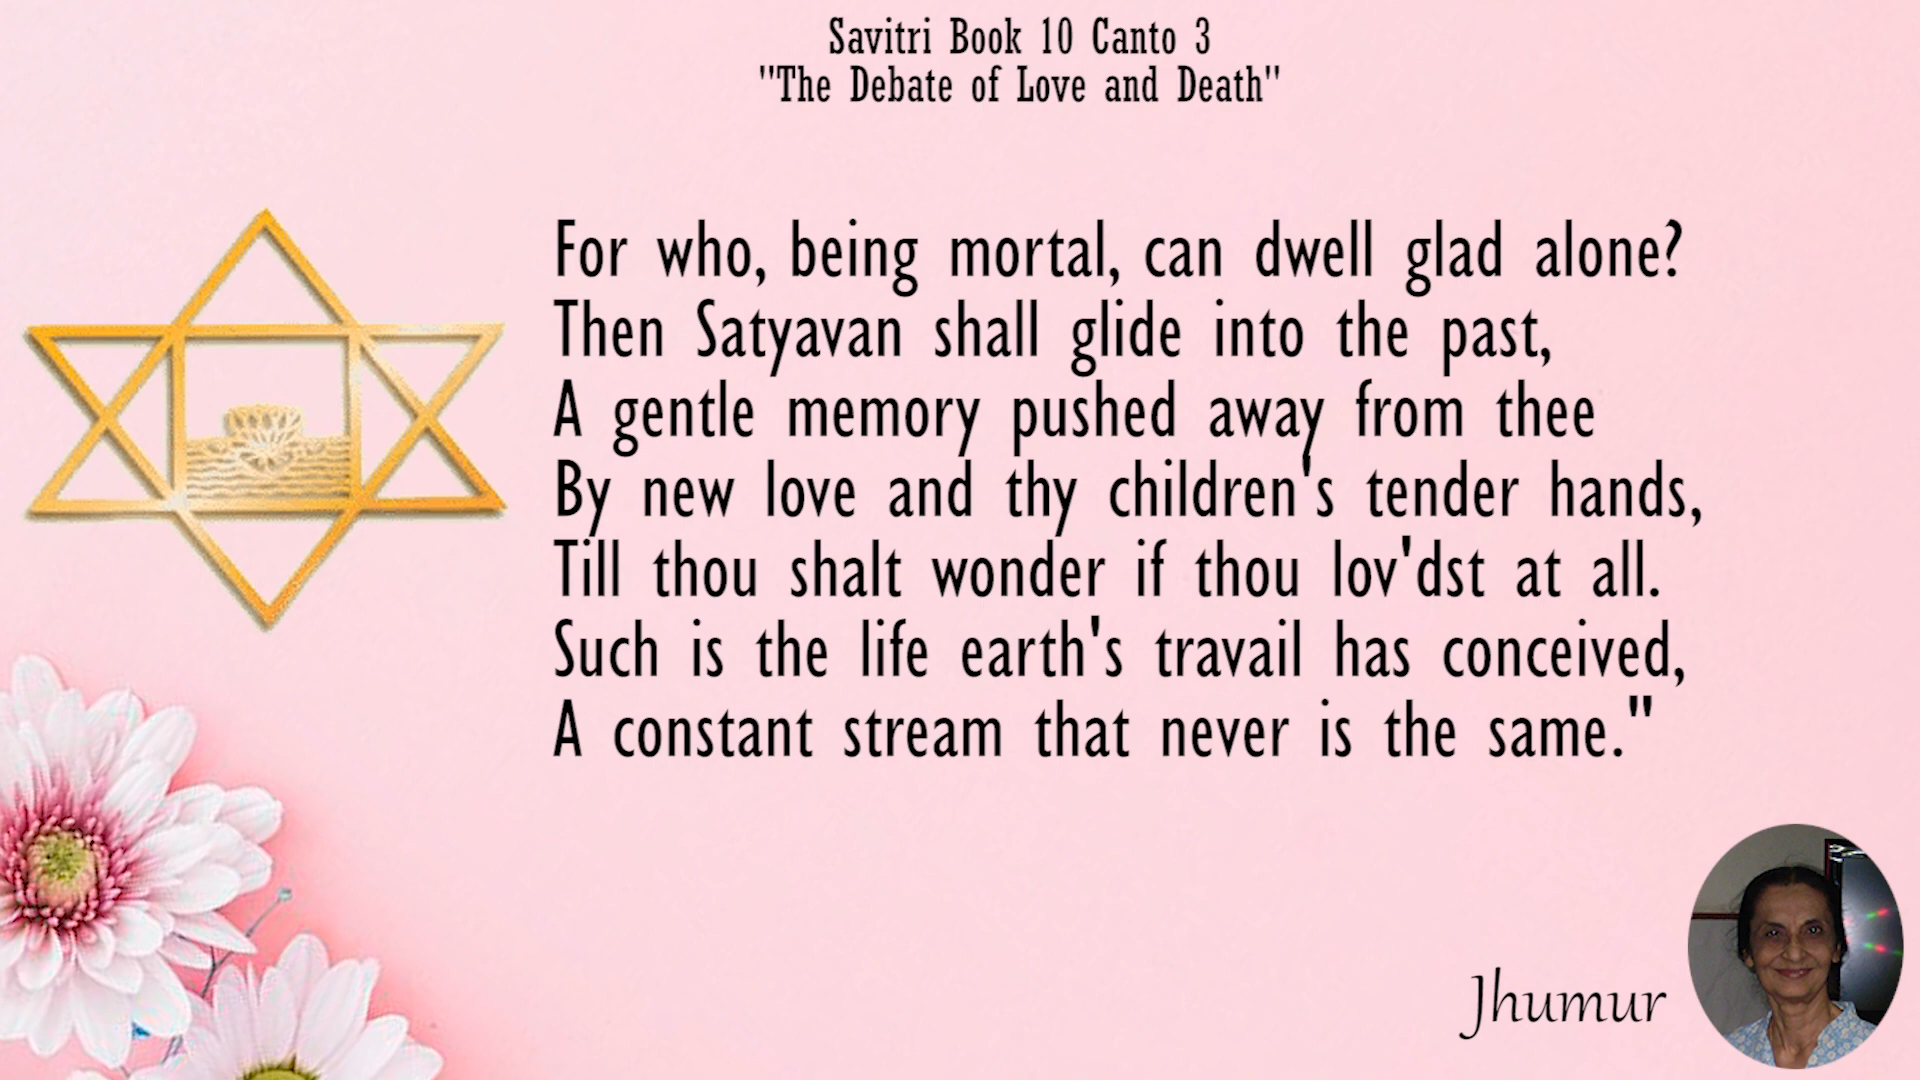 Savitri Book 10 Canto 3
"The Debate of Love and Death"
For who, being mortal, can dwell glad alone?
Then Satyavan shall glide into the past,
A gentle memory pushed away from thee
By new love and thy children's tender hands,
Till thou shalt wonder if thou lov'dst at all.
Such is the life earth's travail has conceived,
A constant stream that never is the same."
Jhumur